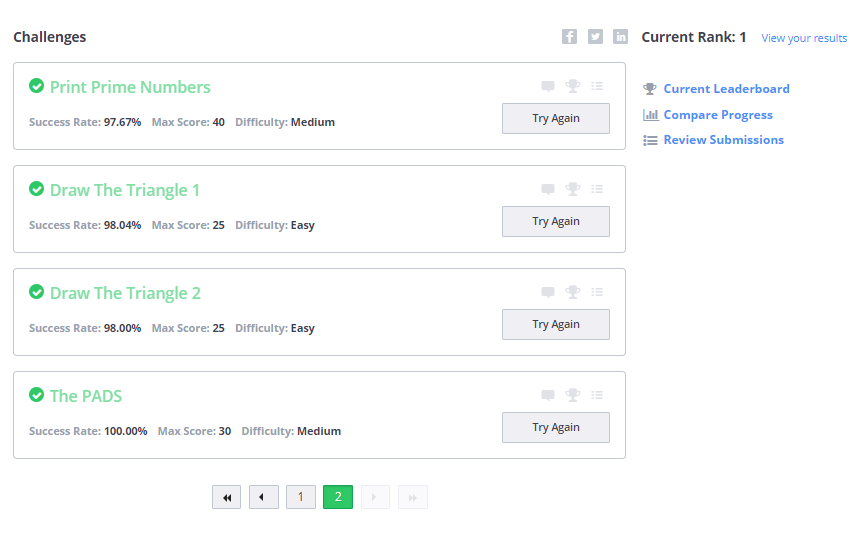 Challenges
Current Rank: 1 View your results
Print Prime Numbers
Success Rate: 97.67% Max Score: 40 Difficulty: Medium
Try Again
Current Leaderboard
Compare Progress
Review Submissions
Draw The Triangle 1
Success Rate: 98.04% Max Score: 25 Difficulty: Easy
Try Again
Draw The Triangle 2
Success Rate: 98.00% Max Score: 25 Difficulty: Easy
Try Again
The PADS
Success Rate: 100.00% Max Score: 30 Difficulty: Medium
Try Again
1 2